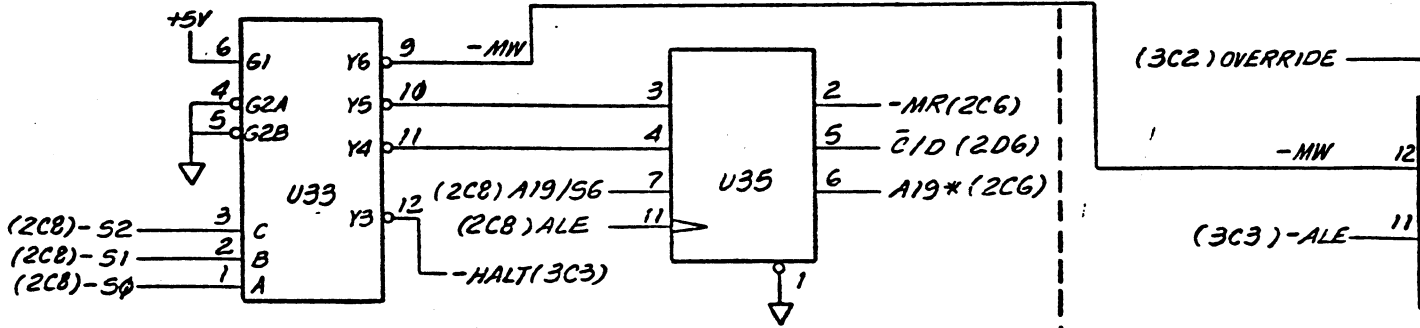 +5V
6 G1 Y6 9 -MW
4 G2A Y5 10 3 2 -MR(2C6)
5 G2B
Y4 11 4 5 C̅/D (2D6)
U33 U35
(2C8) A19/S6 7 6 A19*(2C6)
Y3 12
(2C8) ALE 11
(2C8)-S2 3 C
(2C8)-S1 2 B
(2C8)-SØ 1 A
-HALT(3C3)
1
(3C2) OVERRIDE
-MW 12
(3C3)-ALE 11